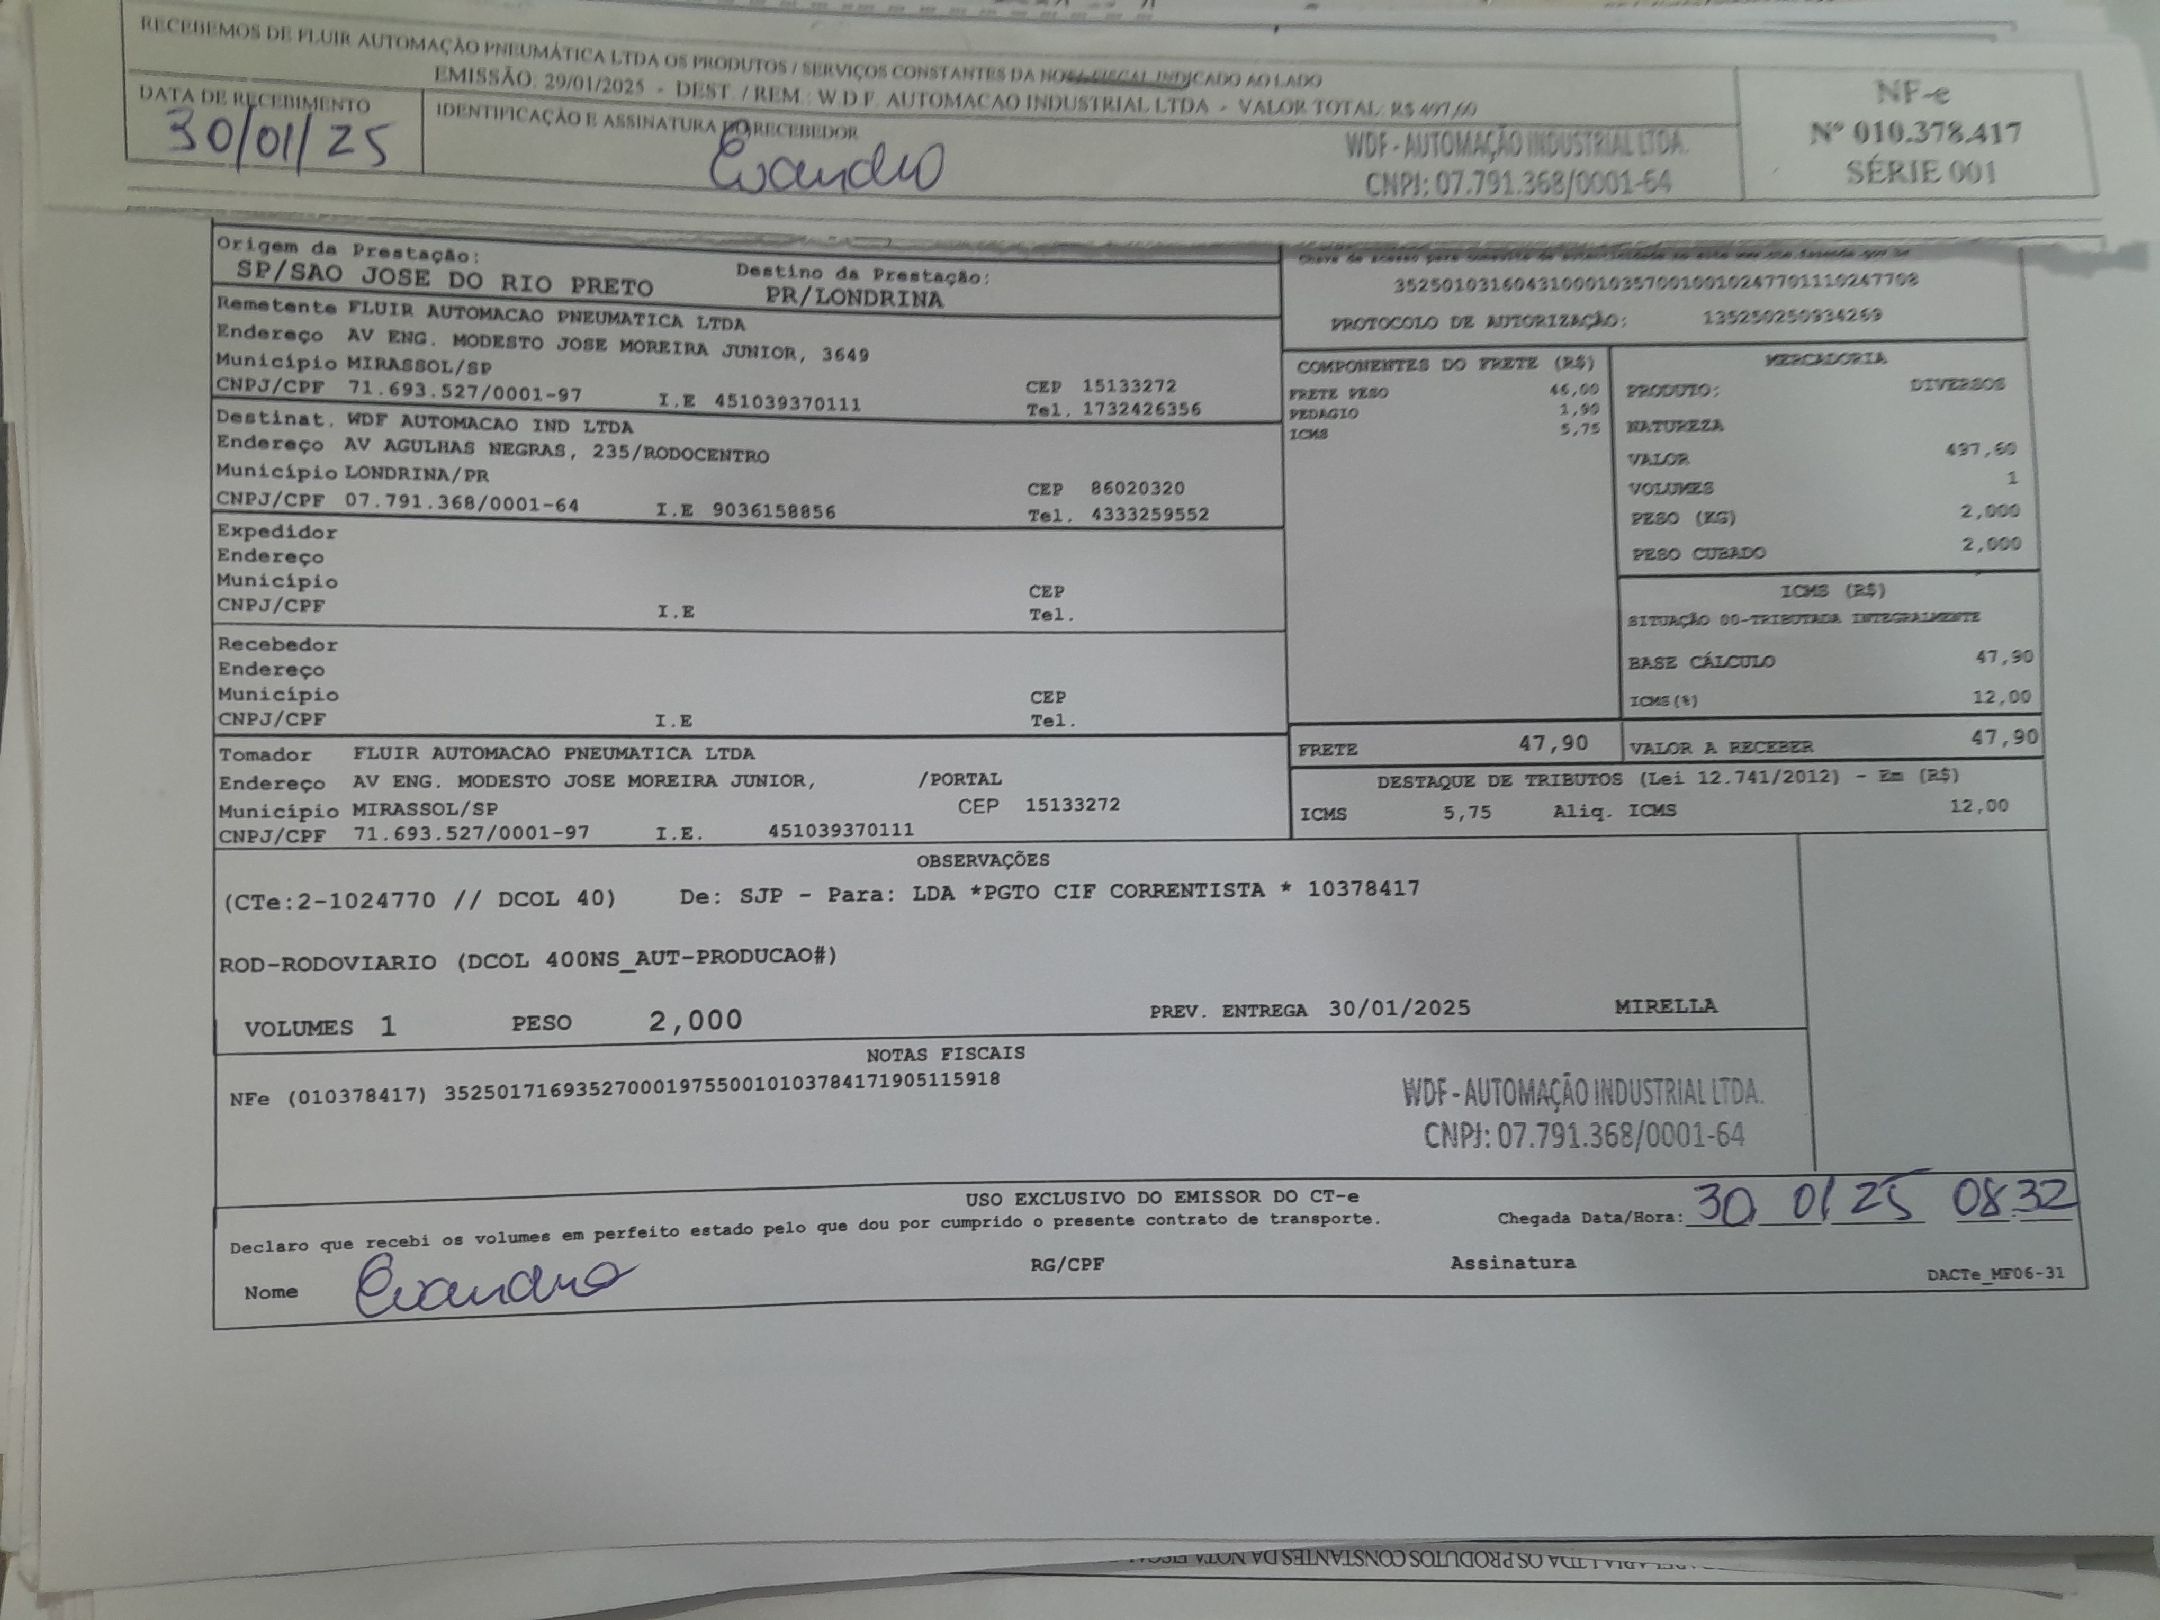 RECEBEMOS DE FLUIR AUTOMAÇÃO PNEUMÁTICA LTDA OS PRODUTOS / SERVIÇOS CONSTANTES DA NOTA FISCAL INDICADO AO LADO
EMISSÃO: 29/01/2025 - DEST. / REM.: W D F. AUTOMACAO INDUSTRIAL LTDA - VALOR TOTAL: R$ 497,60
DATA DE RECEBIMENTO
30/01/25
IDENTIFICAÇÃO E ASSINATURA DO RECEBEDOR
Evandro
WDF - AUTOMAÇÃO INDUSTRIAL LTDA.
CNPJ: 07.791.368/0001-64
NF-e
Nº 010.378.417
SÉRIE 001
Origem da Prestação:
SP/SAO JOSE DO RIO PRETO
Destino da Prestação:
PR/LONDRINA
Remetente FLUIR AUTOMACAO PNEUMATICA LTDA
Endereço AV ENG. MODESTO JOSE MOREIRA JUNIOR, 3649
Município MIRASSOL/SP CEP 15133272
CNPJ/CPF 71.693.527/0001-97 I.E 451039370111 Tel. 1732426356
Destinat. WDF AUTOMACAO IND LTDA
Endereço AV AGULHAS NEGRAS, 235/RODOCENTRO
Município LONDRINA/PR CEP 86020320
CNPJ/CPF 07.791.368/0001-64 I.E 9036158856 Tel. 4333259552
Expedidor
Endereço
Município CEP
CNPJ/CPF I.E Tel.
Recebedor
Endereço
Município CEP
CNPJ/CPF I.E Tel.
Tomador FLUIR AUTOMACAO PNEUMATICA LTDA
Endereço AV ENG. MODESTO JOSE MOREIRA JUNIOR, /PORTAL
Município MIRASSOL/SP CEP 15133272
CNPJ/CPF 71.693.527/0001-97 I.E. 451039370111
35250103160431000103570010010247701110247708
PROTOCOLO DE AUTORIZAÇÃO: 135250250934269
COMPONENTES DO FRETE (R$)
FRETE PESO 46,00
PEDAGIO 1,90
ICMS 5,75
MERCADORIA
PRODUTO: DIVERSOS
NATUREZA
VALOR 497,60
VOLUMES 1
PESO (KG) 2,000
PESO CUBADO 2,000
ICMS (R$)
SITUAÇÃO 00-TRIBUTADA INTEGRALMENTE
BASE CÁLCULO 47,90
ICMS(%) 12,00
FRETE 47,90
VALOR A RECEBER 47,90
DESTAQUE DE TRIBUTOS (Lei 12.741/2012) - Em (R$)
ICMS 5,75 Aliq. ICMS 12,00
OBSERVAÇÕES
(CTe:2-1024770 // DCOL 40) De: SJP - Para: LDA *PGTO CIF CORRENTISTA * 10378417
ROD-RODOVIARIO (DCOL 400NS_AUT-PRODUCAO#)
VOLUMES 1 PESO 2,000 PREV. ENTREGA 30/01/2025 MIRELLA
NOTAS FISCAIS
NFe (010378417) 35250171693527000197550010103784171905115918
WDF - AUTOMAÇÃO INDUSTRIAL LTDA.
CNPJ: 07.791.368/0001-64
USO EXCLUSIVO DO EMISSOR DO CT-e
Declaro que recebi os volumes em perfeito estado pelo que dou por cumprido o presente contrato de transporte.
Chegada Data/Hora: 30 01 25 08:32
Nome Evandro RG/CPF Assinatura
DACTe_MF06-31
OS PRODUTOS CONSTANTES DA NOTA FISCAL